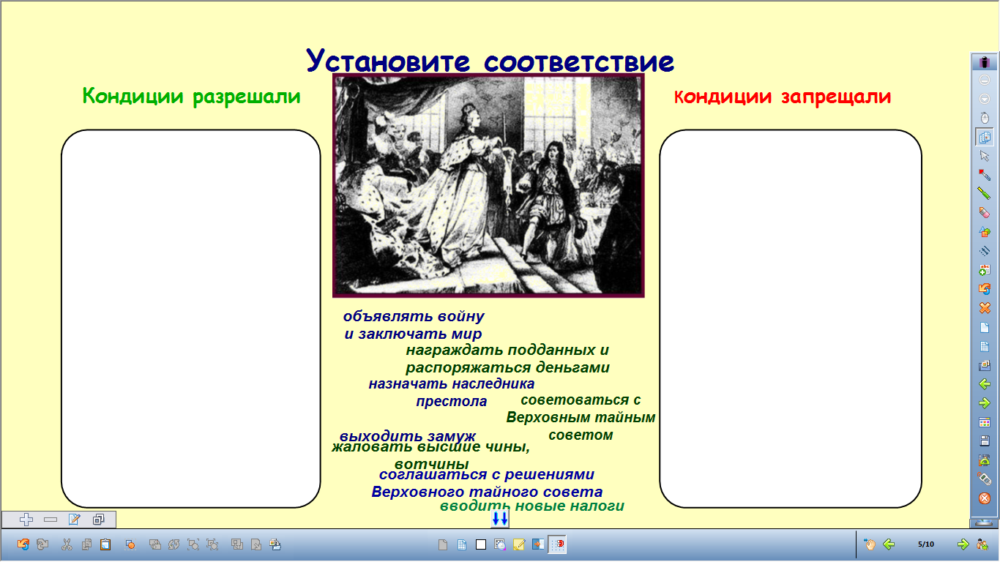 Установите соответствие
Кондиции разрешали
Кондиции запрещали
объявлять войну
и заключать мир
награждать подданных и
распоряжаться деньгами
назначать наследника
престола
советоваться с
Верховным тайным
советом
выходить замуж
жаловать высшие чины,
вотчины
соглашаться с решениями
Верховного тайного совета
вводить новые налоги
abc
5/10